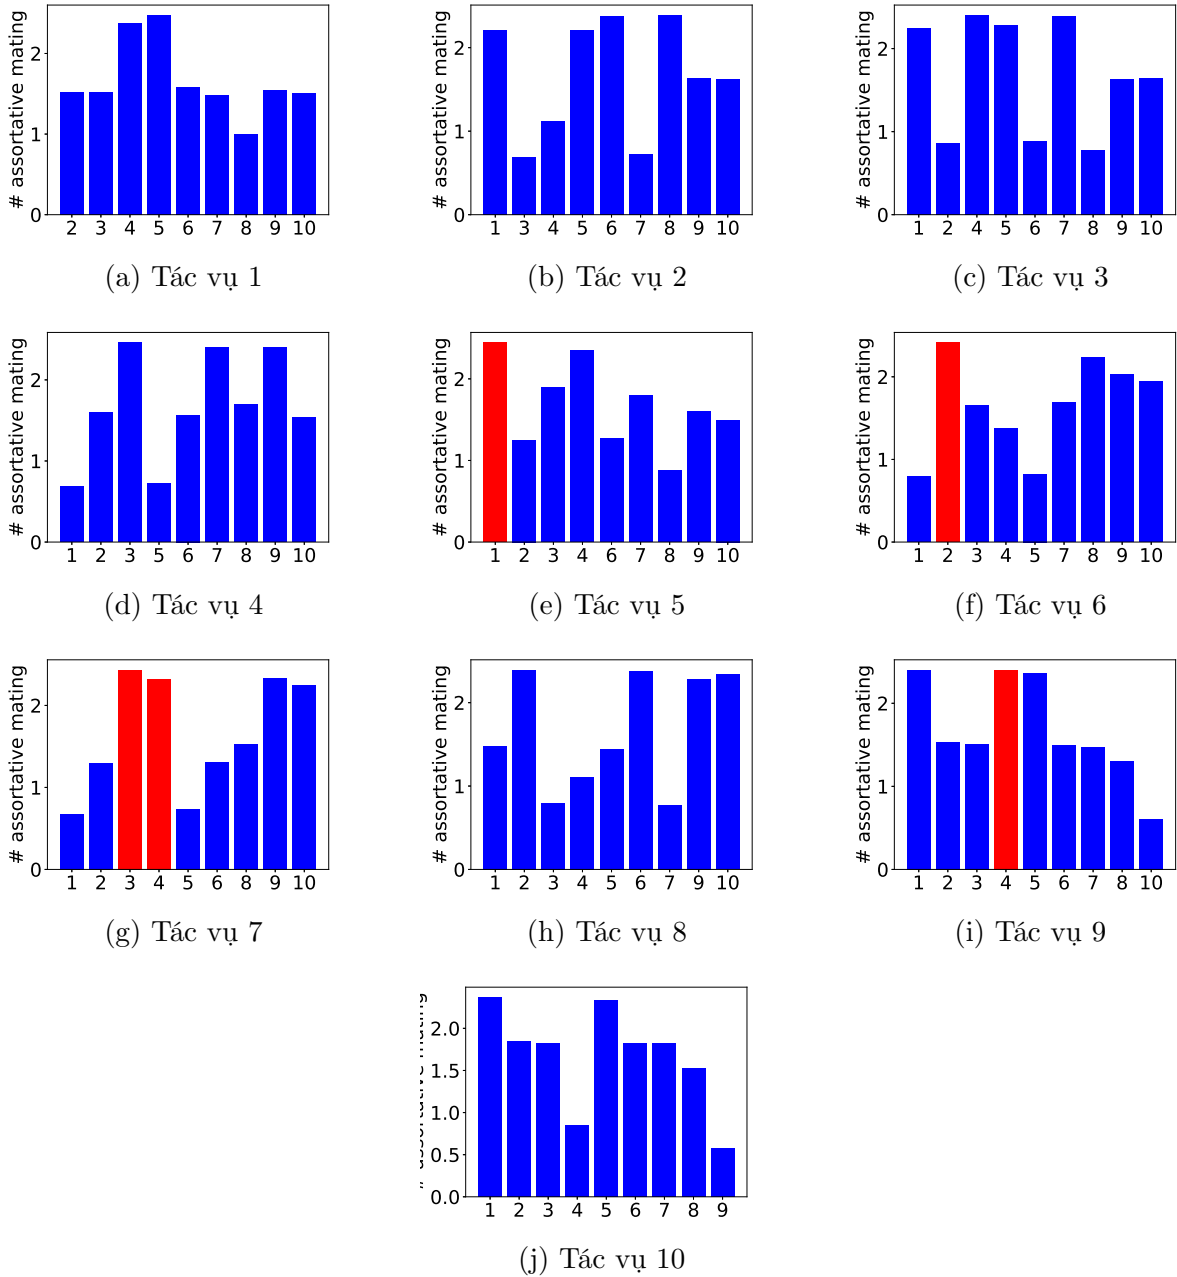 # assortative mating
2
1
0
2 3 4 5 6 7 8 9 10
(a) Tác vụ 1
# assortative mating
2
1
0
1 3 4 5 6 7 8 9 10
(b) Tác vụ 2
# assortative mating
2
1
0
1 2 4 5 6 7 8 9 10
(c) Tác vụ 3
# assortative mating
2
1
0
1 2 3 5 6 7 8 9 10
(d) Tác vụ 4
# assortative mating
2
1
0
1 2 3 4 6 7 8 9 10
(e) Tác vụ 5
# assortative mating
2
1
0
1 2 3 4 5 7 8 9 10
(f) Tác vụ 6
# assortative mating
2
1
0
1 2 3 4 5 6 8 9 10
(g) Tác vụ 7
# assortative mating
2
1
0
1 2 3 4 5 6 7 9 10
(h) Tác vụ 8
# assortative mating
2
1
0
1 2 3 4 5 6 7 8 10
(i) Tác vụ 9
# assortative mating
2.0
1.5
1.0
0.5
0.0
1 2 3 4 5 6 7 8 9
(j) Tác vụ 10